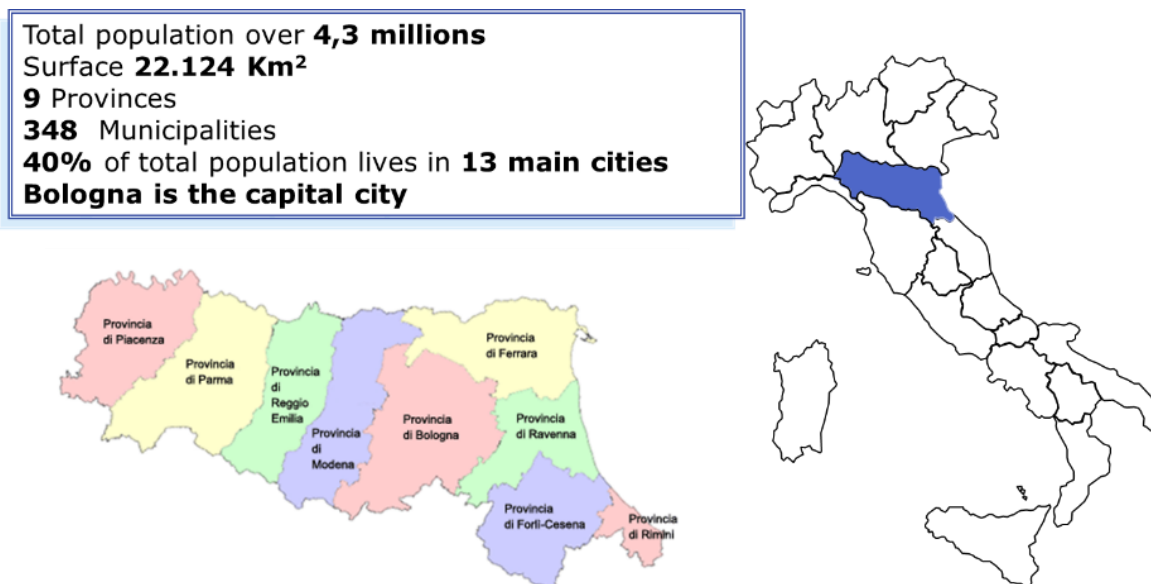 Total population over 4,3 millions
Surface 22.124 Km²
9 Provinces
348 Municipalities
40% of total population lives in 13 main cities
Bologna is the capital city
Provincia
di Piacenza
Provincia
di Parma
Provincia
di
Reggio
Emilia
Provincia
di
Modena
Provincia
di Bologna
Provincia
di Ferrara
Provincia
di Ravenna
Provincia
di Forlì-Cesena
Provincia
di Rimini